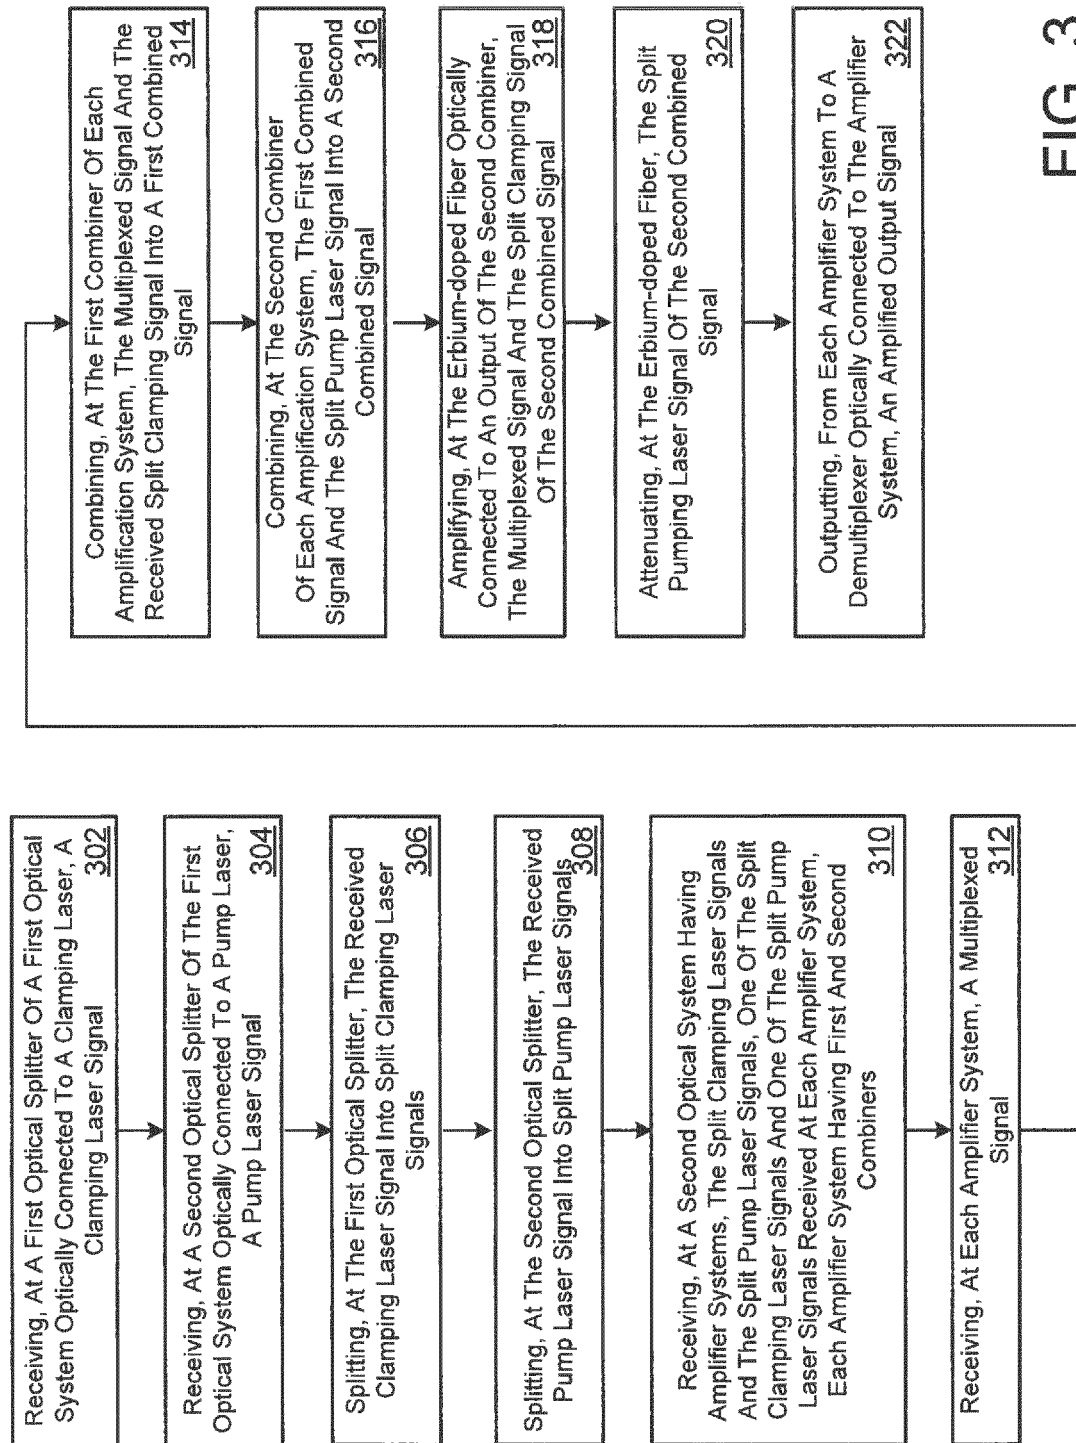 Receiving, At A First Optical Splitter Of A First Optical
System Optically Connected To A Clamping Laser, A
Clamping Laser Signal
302
Receiving, At A Second Optical Splitter Of The First
Optical System Optically Connected To A Pump Laser,
A Pump Laser Signal
304
Splitting, At The First Optical Splitter, The Received
Clamping Laser Signal Into Split Clamping Laser
Signals
306
Splitting, At The Second Optical Splitter, The Received
Pump Laser Signal Into Split Pump Laser Signals
308
Receiving, At A Second Optical System Having
Amplifier Systems, The Split Clamping Laser Signals
And The Split Pump Laser Signals, One Of The Split
Clamping Laser Signals And One Of The Split Pump
Laser Signals Received At Each Amplifier System,
Each Amplifier System Having First And Second
Combiners
310
Receiving, At Each Amplifier System, A Multiplexed
Signal
312
Combining, At The First Combiner Of Each
Amplification System, The Multiplexed Signal And The
Received Split Clamping Signal Into A First Combined
Signal
314
Combining, At The Second Combiner
Of Each Amplification System, The First Combined
Signal And The Split Pump Laser Signal Into A Second
Combined Signal
316
Amplifying, At The Erbium-doped Fiber Optically
Connected To An Output Of The Second Combiner,
The Multiplexed Signal And The Split Clamping Signal
Of The Second Combined Signal
318
Attenuating, At The Erbium-doped Fiber, The Split
Pumping Laser Signal Of The Second Combined
Signal
320
Outputting, From Each Amplifier System To A
Demultiplexer Optically Connected To The Amplifier
System, An Amplified Output Signal
322
FIG. 3